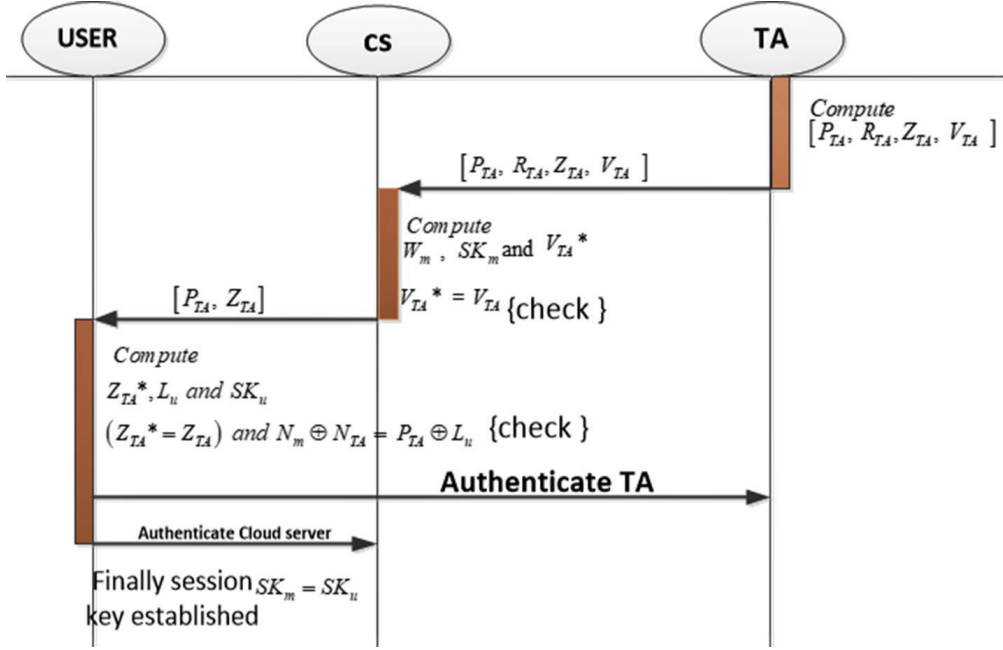 USER
CS
TA
Compute
[P_TA, R_TA, Z_TA, V_TA ]
[P_TA, R_TA, Z_TA, V_TA ]
Compute
W_m , SK_m and V_TA*
V_TA* = V_TA {check }
[P_TA, Z_TA]
Compute
Z_TA*, L_u and SK_u
(Z_TA* = Z_TA) and N_m ⊕ N_TA = P_TA ⊕ L_u {check }
Authenticate TA
Authenticate Cloud server
Finally session SK_m = SK_u
key established